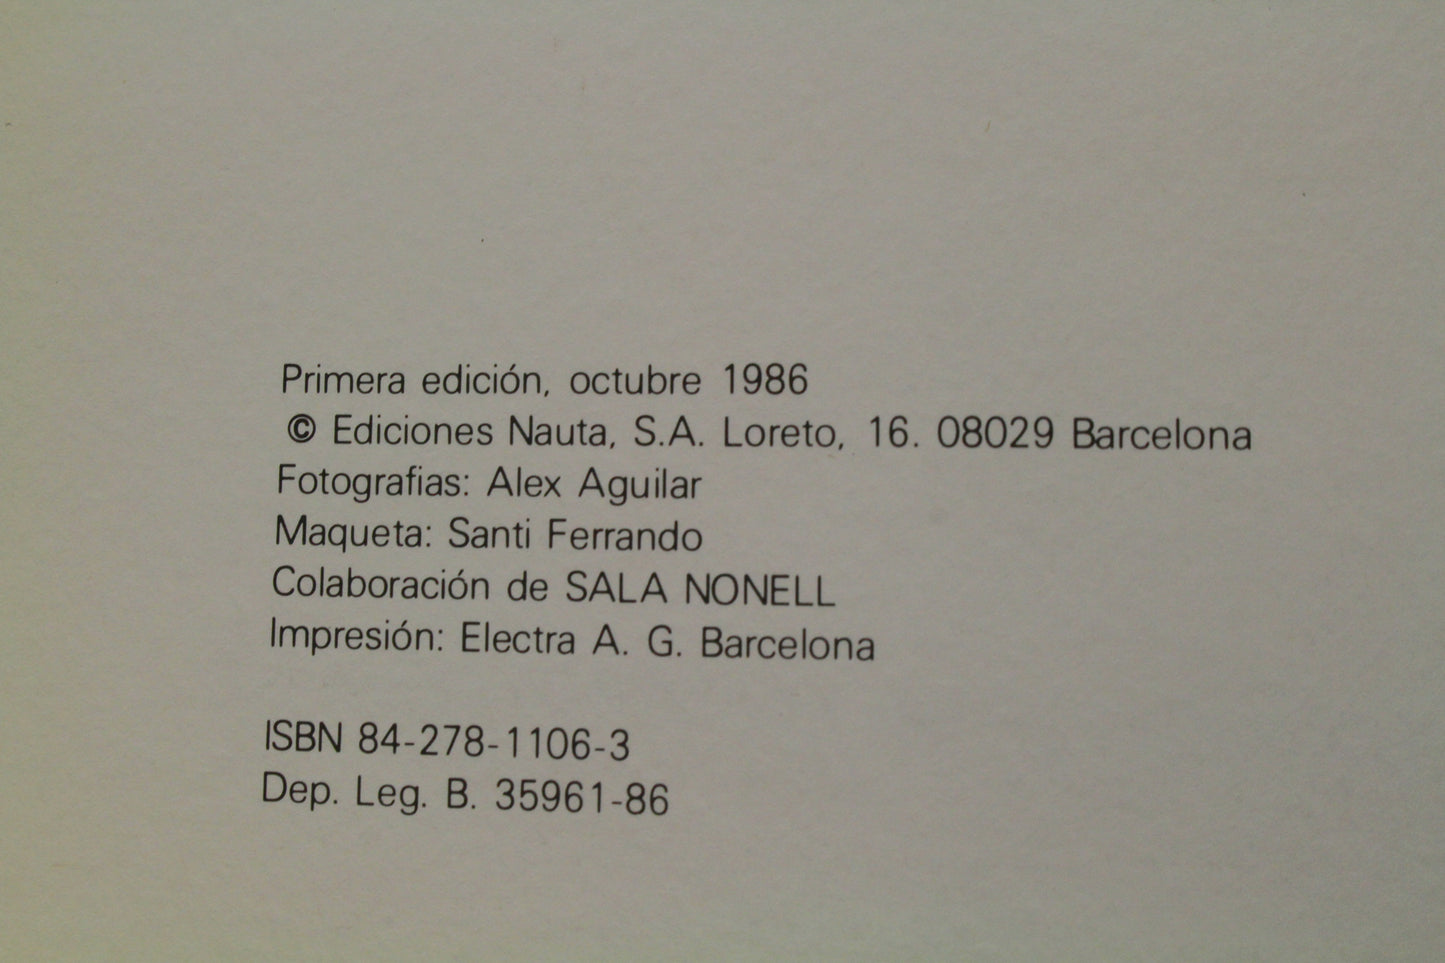 Primera edición, octubre 1986
© Ediciones Nauta, S.A. Loreto, 16. 08029 Barcelona
Fotografias: Alex Aguilar
Maqueta: Santi Ferrando
Colaboración de SALA NONELL
Impresión: Electra A. G. Barcelona
ISBN 84-278-1106-3
Dep. Leg. B. 35961-86